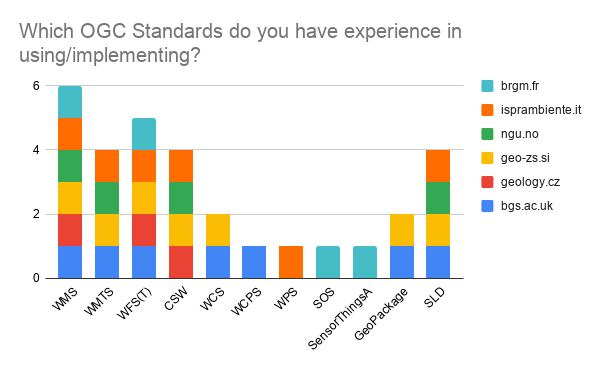 Which OGC Standards do you have experience in
using/implementing?
6
4
2
0
WMS
WMTS
WFS(T)
CSW
WCS
WCPS
WPS
SOS
SensorThingsA
GeoPackage
SLD
brgm.fr
isprambiente.it
ngu.no
geo-zs.si
geology.cz
bgs.ac.uk